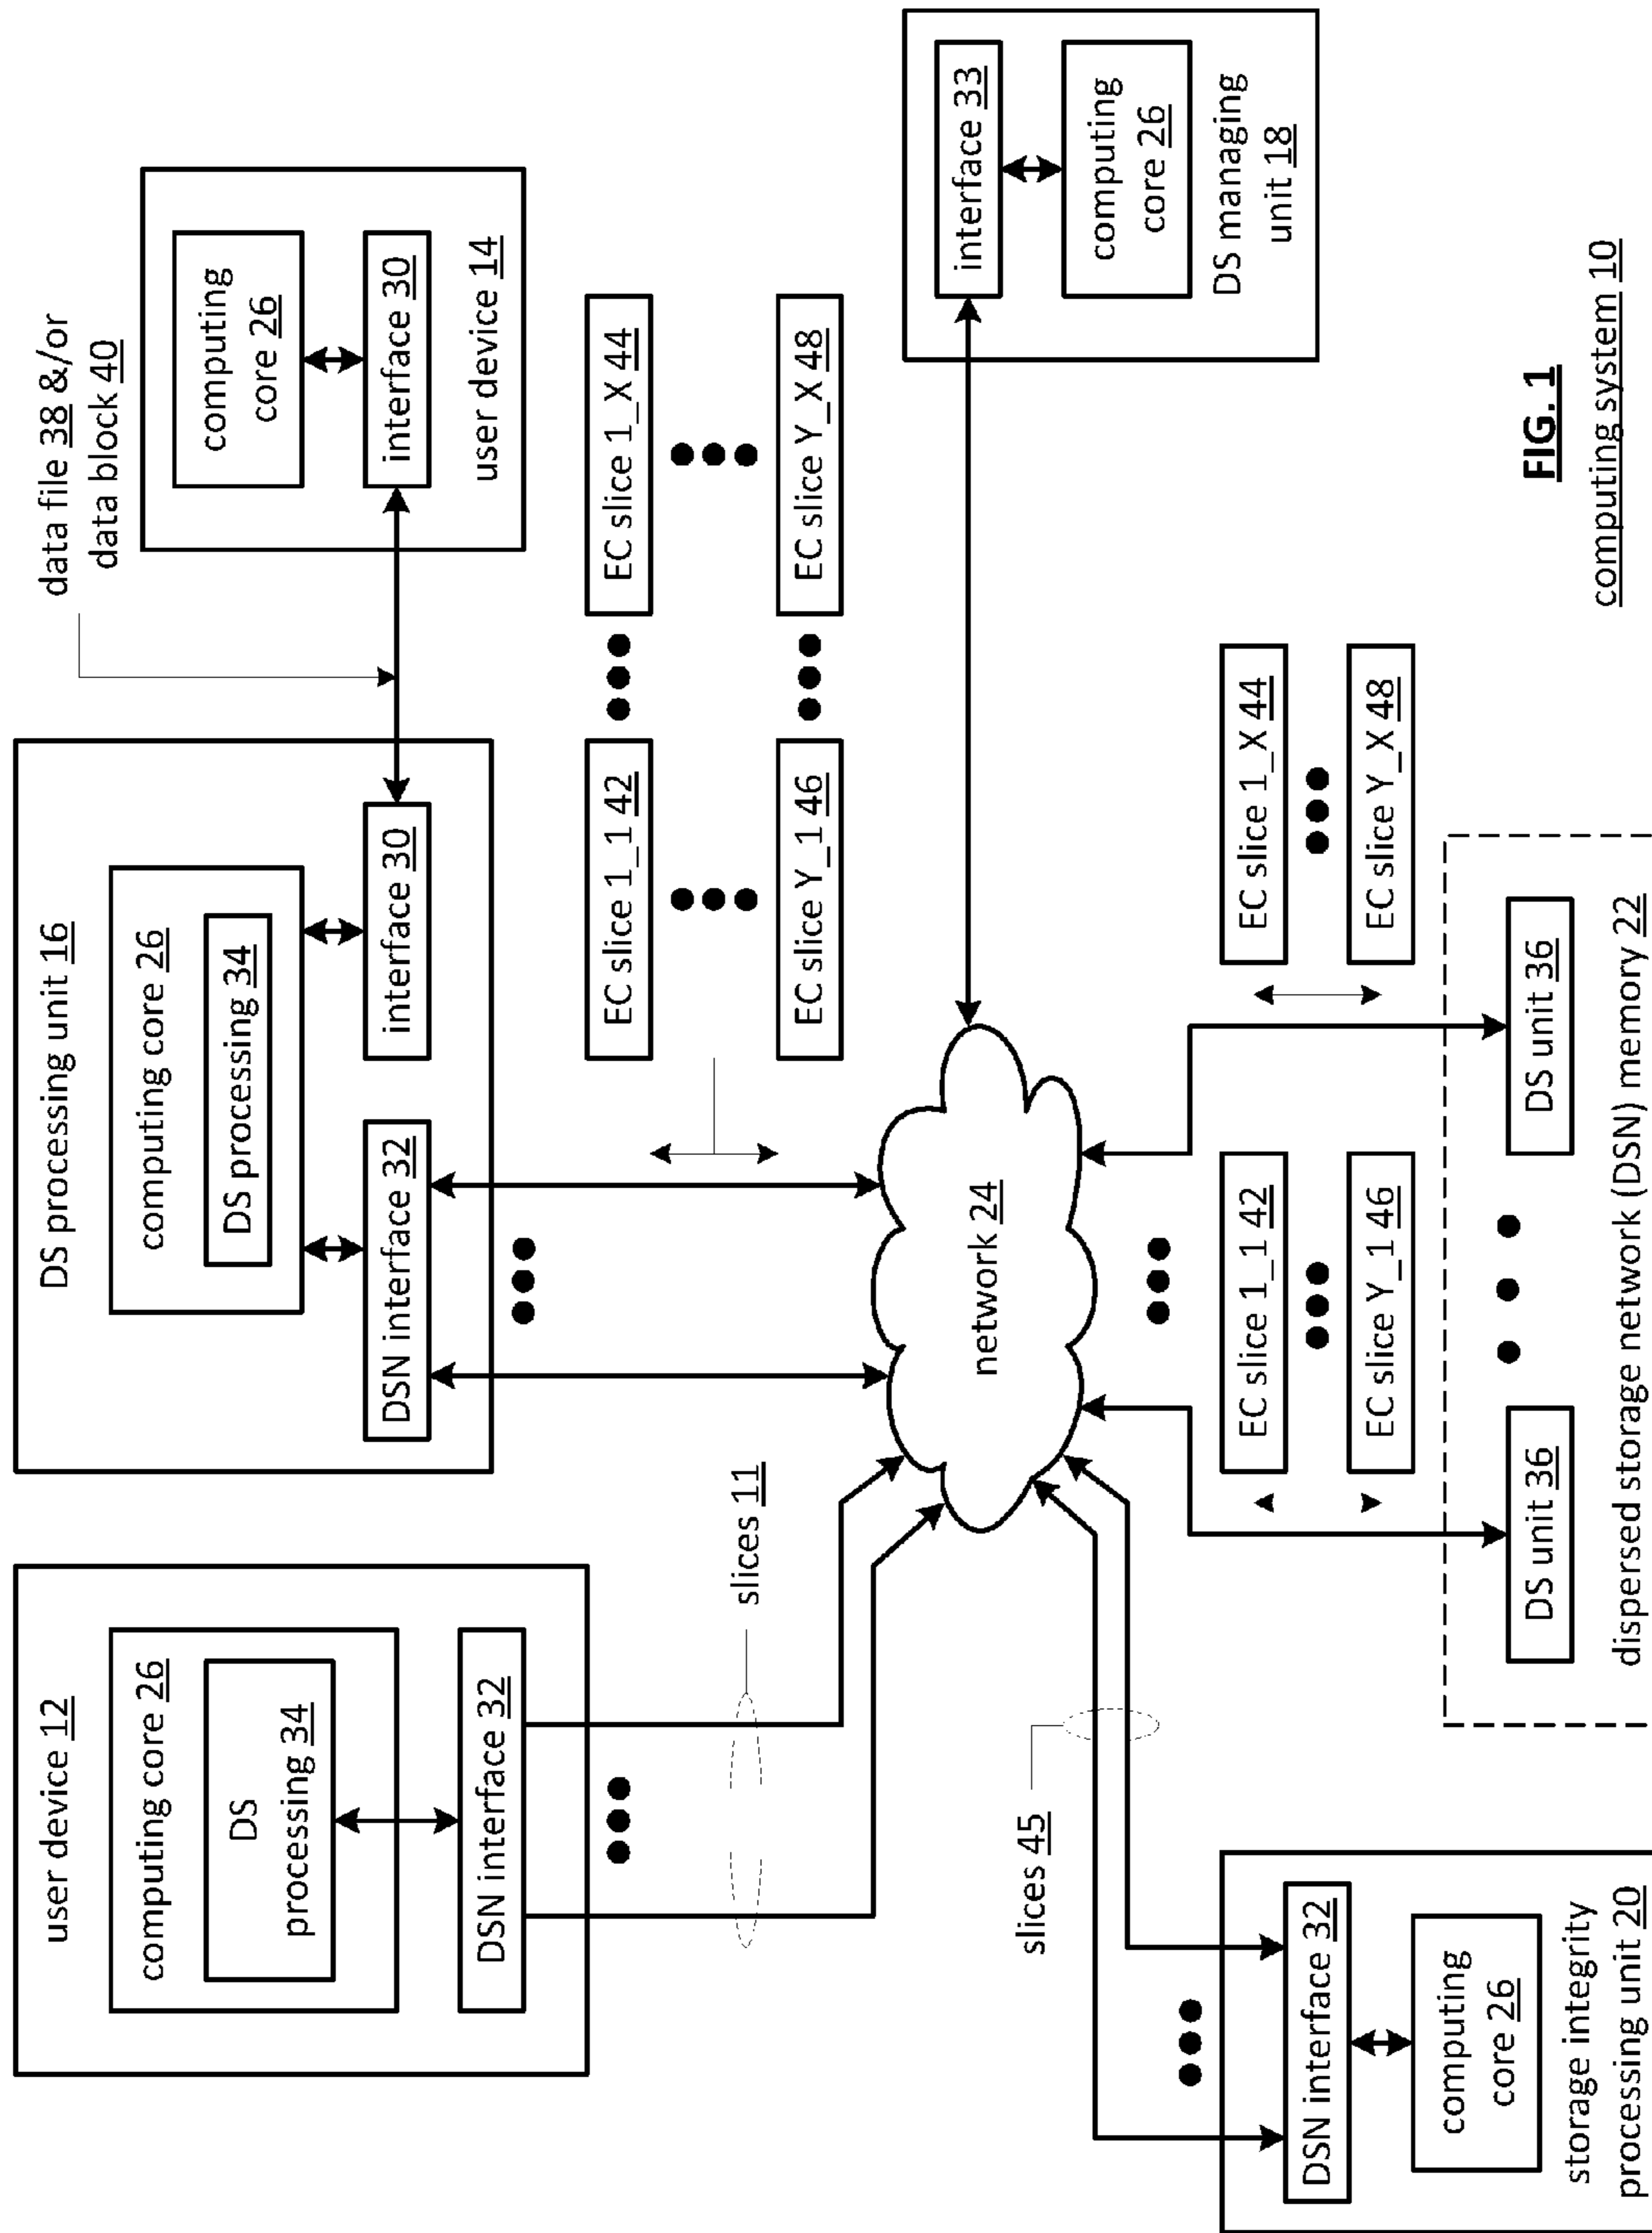 user device 12
computing core 26
DS
processing 34
DSN interface 32
slices 11
DS processing unit 16
computing core 26
DS processing 34
DSN interface 32
interface 30
data file 38 &/or
data block 40
computing
core 26
interface 30
user device 14
EC slice 1_1 42
EC slice 1_X 44
EC slice Y_1 46
EC slice Y_X 48
network 24
interface 33
computing
core 26
DS managing
unit 18
slices 45
DSN interface 32
computing
core 26
storage integrity
processing unit 20
EC slice 1_1 42
EC slice Y_1 46
EC slice 1_X 44
EC slice Y_X 48
DS unit 36
DS unit 36
dispersed storage network (DSN) memory 22
FIG. 1
computing system 10